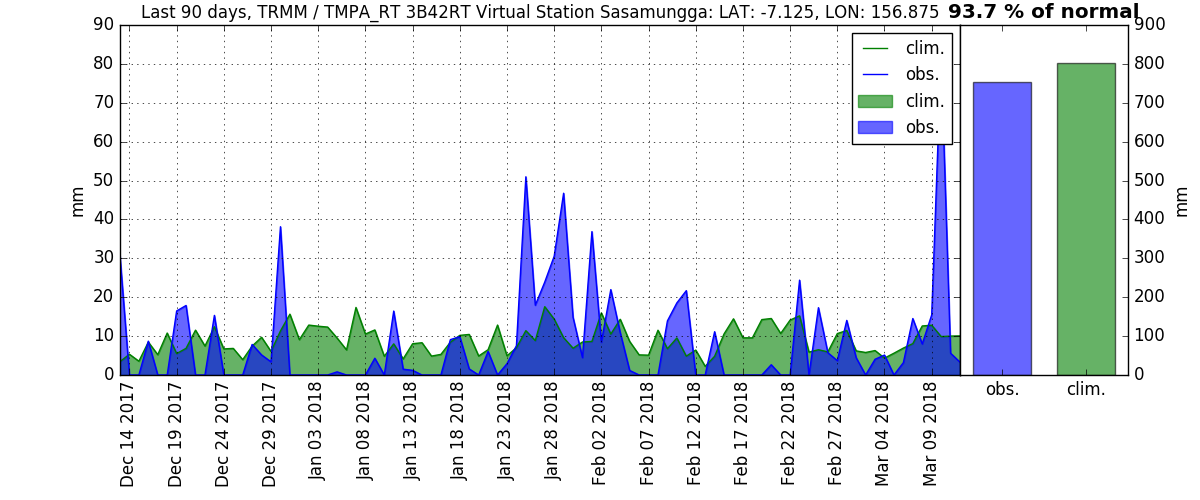 Last 90 days, TRMM / TMPA_RT 3B42RT Virtual Station Sasamungga: LAT: -7.125, LON: 156.875 93.7 % of normal
90
80
70
60
50
40
30
20
10
0
mm
clim.
obs.
clim.
obs.
900
800
700
600
500
400
300
200
100
0
mm
obs.
clim.
Dec 14 2017
Dec 19 2017
Dec 24 2017
Dec 29 2017
Jan 03 2018
Jan 08 2018
Jan 13 2018
Jan 18 2018
Jan 23 2018
Jan 28 2018
Feb 02 2018
Feb 07 2018
Feb 12 2018
Feb 17 2018
Feb 22 2018
Feb 27 2018
Mar 04 2018
Mar 09 2018